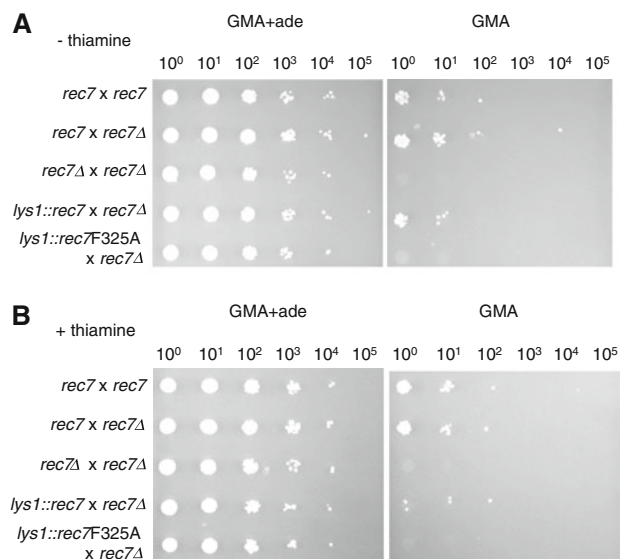 A
- thiamine
GMA+ade
GMA
10⁰ 10¹ 10² 10³ 10⁴ 10⁵ 10⁰ 10¹ 10² 10³ 10⁴ 10⁵
rec7 x rec7
rec7 x rec7Δ
rec7Δ x rec7Δ
lys1::rec7 x rec7Δ
lys1::rec7F325A
x rec7Δ
B
+ thiamine
GMA+ade
GMA
10⁰ 10¹ 10² 10³ 10⁴ 10⁵ 10⁰ 10¹ 10² 10³ 10⁴ 10⁵
rec7 x rec7
rec7 x rec7Δ
rec7Δ x rec7Δ
lys1::rec7 x rec7Δ
lys1::rec7F325A
x rec7Δ